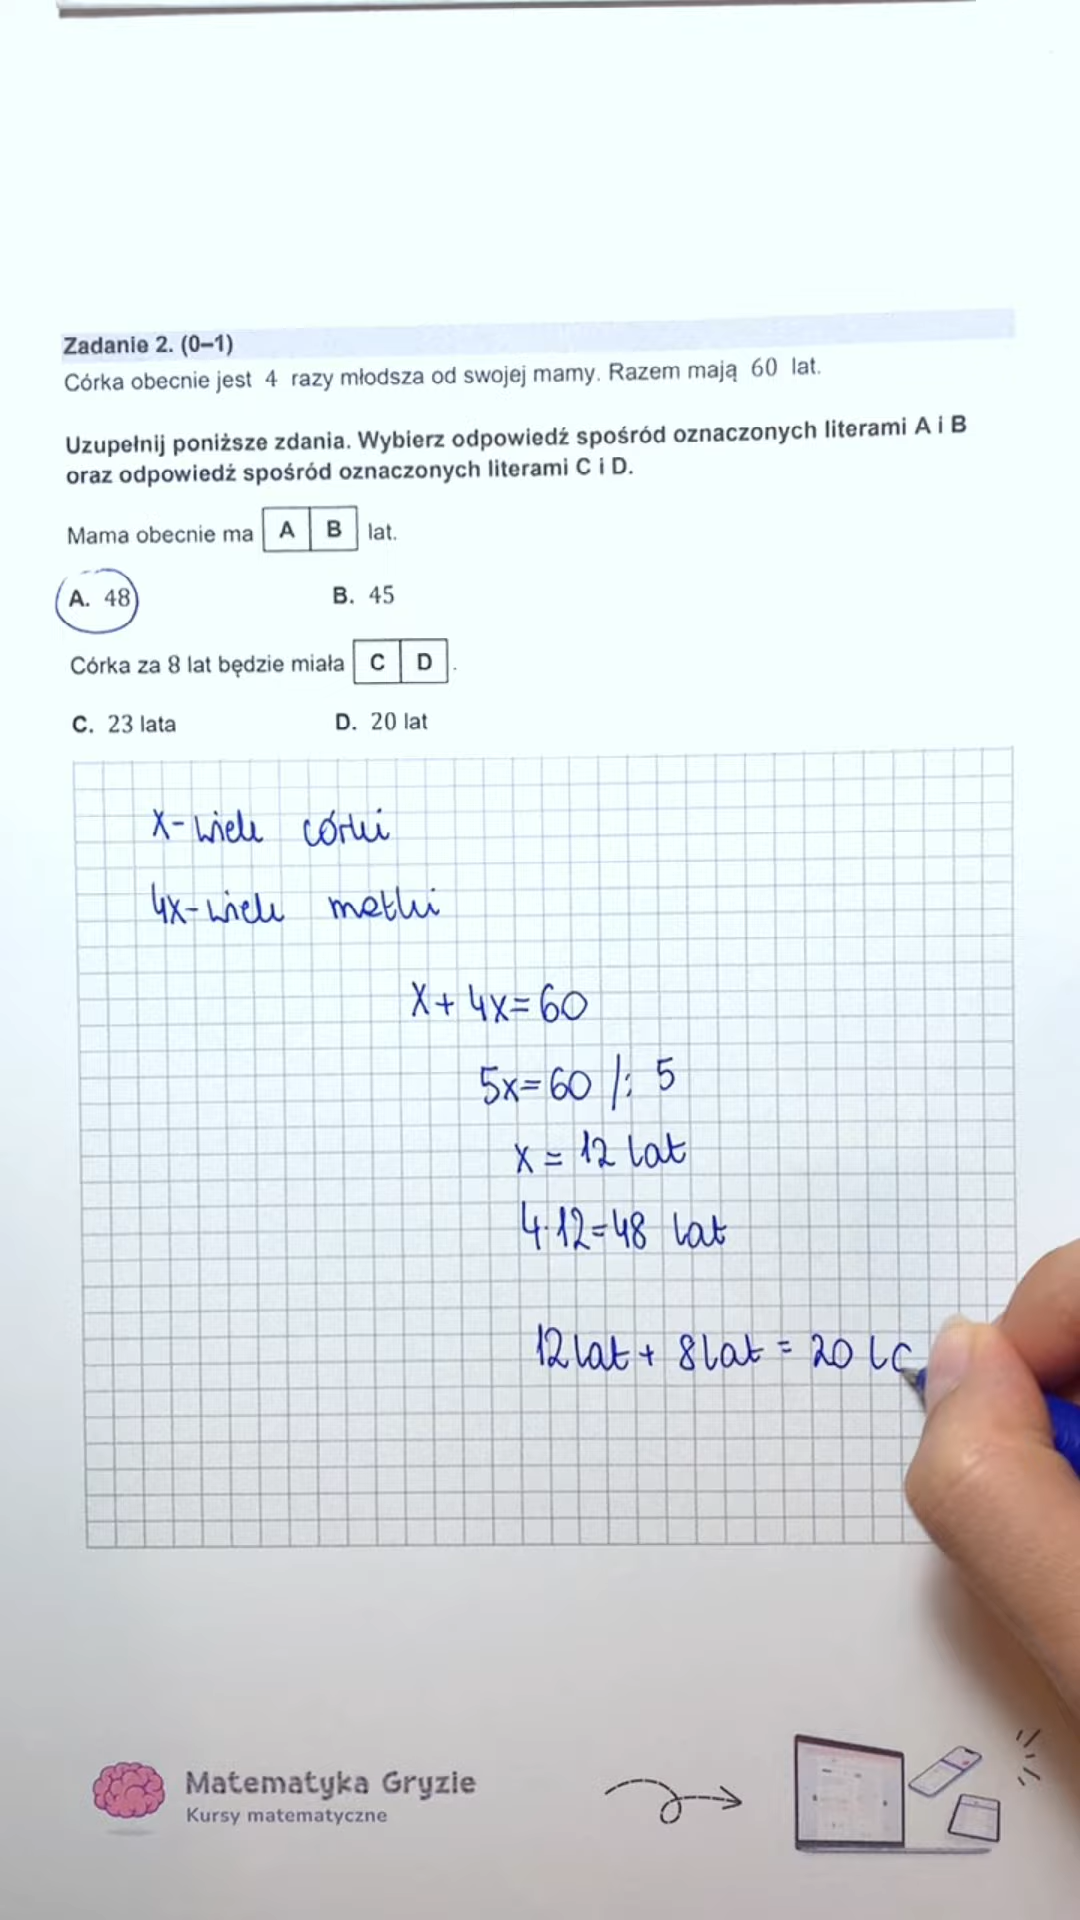 Zadanie 2. (0–1)
Córka obecnie jest 4 razy młodsza od swojej mamy. Razem mają 60 lat.
Uzupełnij poniższe zdania. Wybierz odpowiedź spośród oznaczonych literami A i B
oraz odpowiedź spośród oznaczonych literami C i D.
Mama obecnie ma A B lat.
A. 48 B. 45
Córka za 8 lat będzie miała C D .
C. 23 lata D. 20 lat
x - wiek córki
4x - wiek matki
x + 4x = 60
5x = 60 /: 5
x = 12 lat
4·12 = 48 lat
12 lat + 8 lat = 20 la
Matematyka Gryzie
Kursy matematyczne